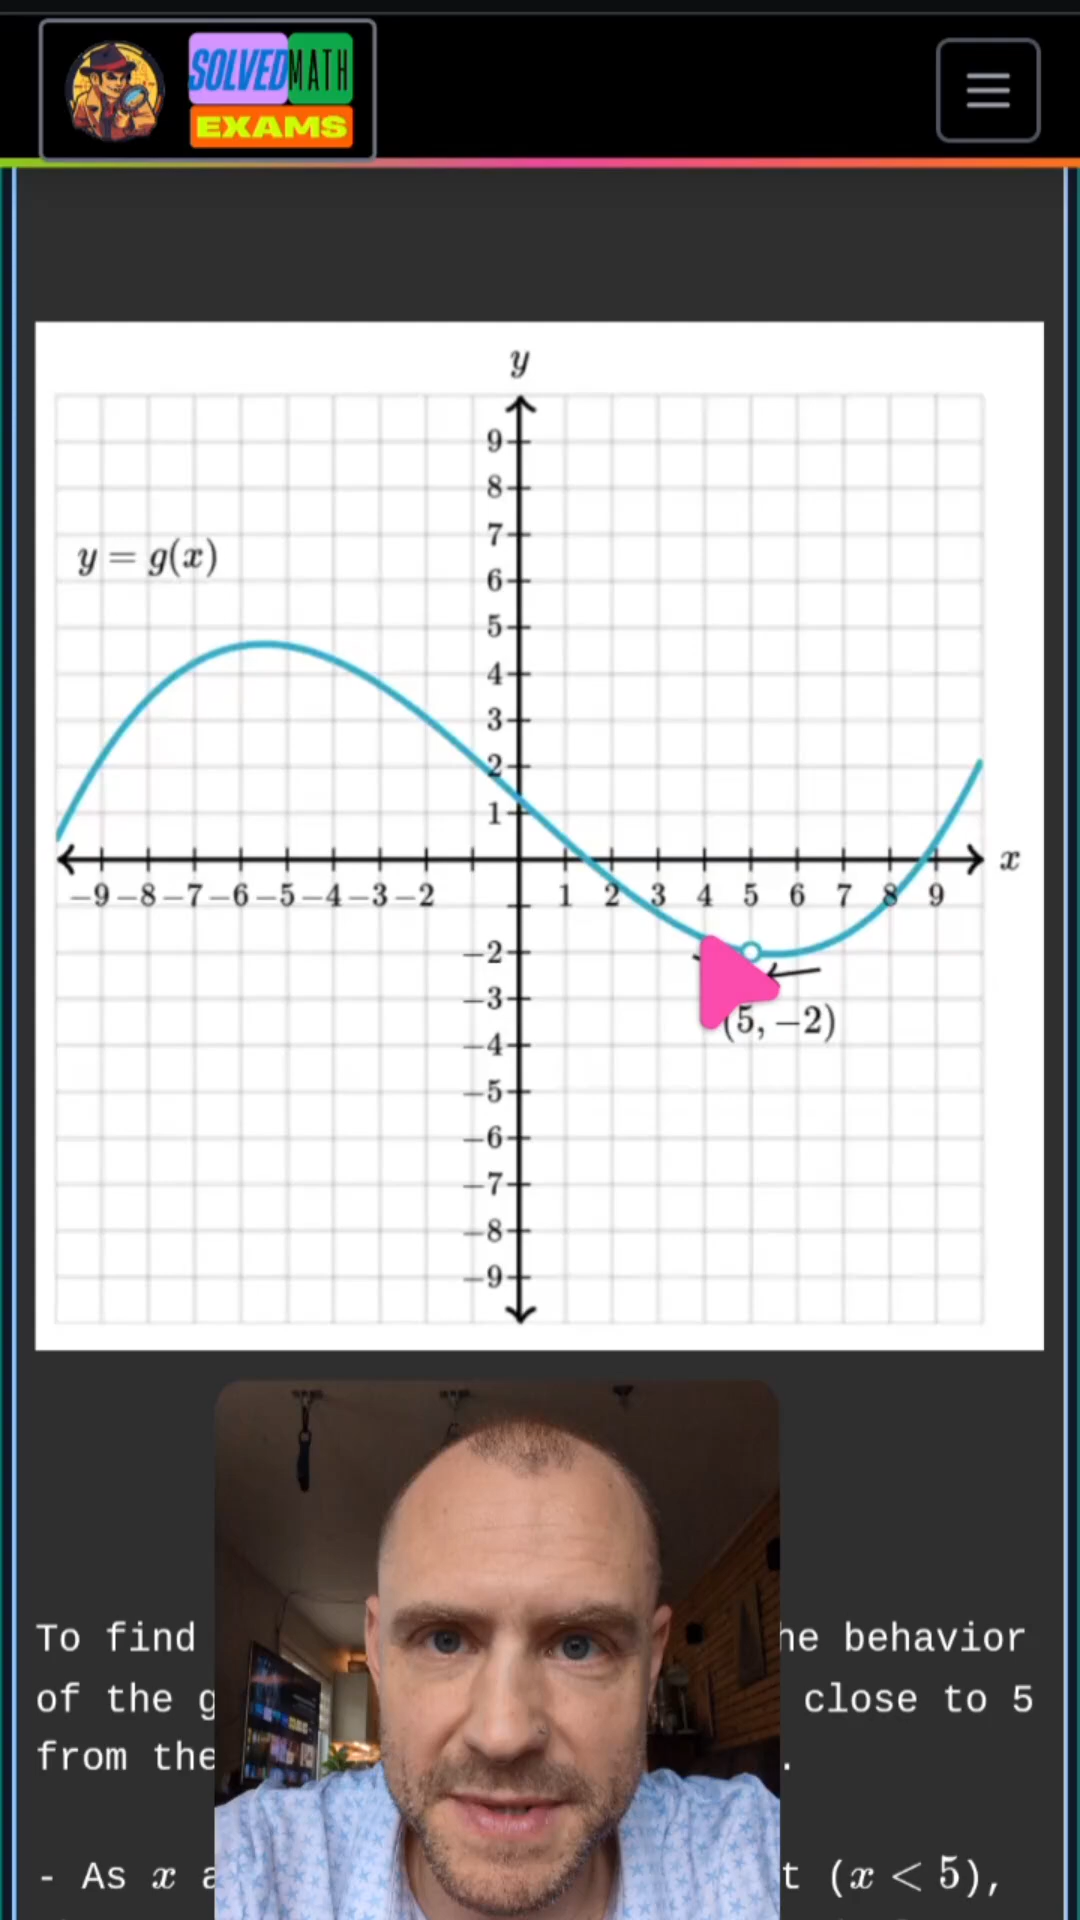 SOLVED MATH
EXAMS
y
9
8
7
y = g(x)
6
5
4
3
2
1
x
−9 −8 −7 −6 −5 −4 −3 −2 1 2 3 4 5 6 7 8 9
−2
−3
(5, −2)
−4
−5
−6
−7
−8
−9
To find he behavior
of the g close to 5
from the .
- As x a t (x < 5),